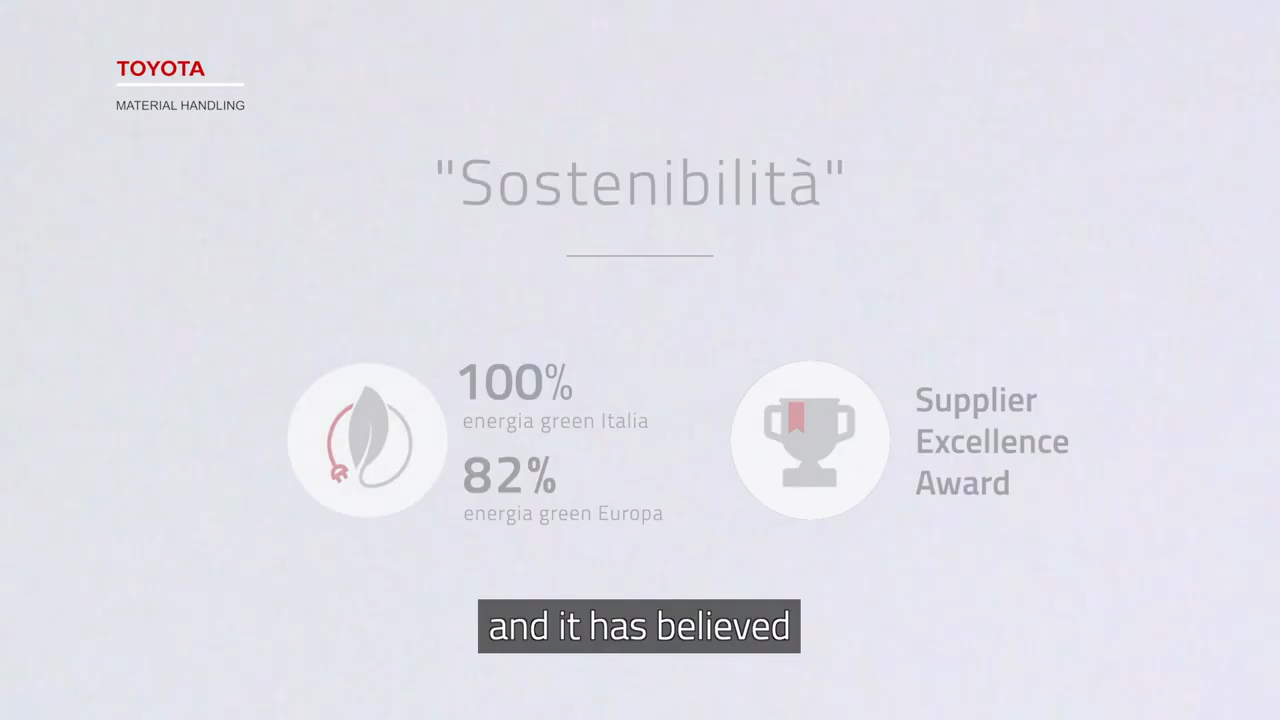 TOYOTA
MATERIAL HANDLING
"Sostenibilità"
100%
energia green Italia
82%
energia green Europa
Supplier
Excellence
Award
and it has believed